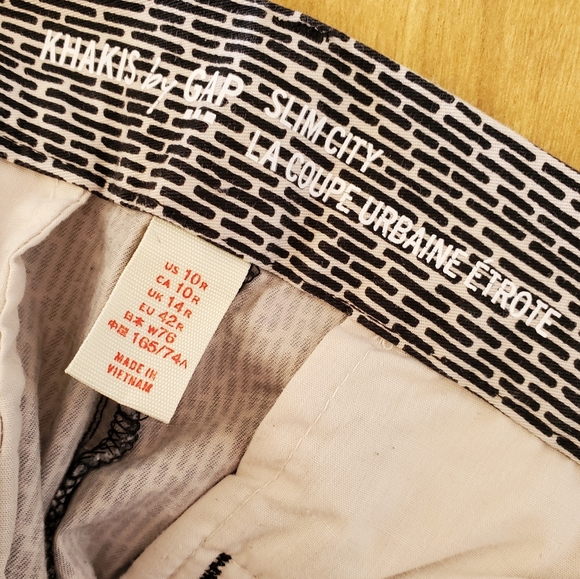 KHAKIS by GAP
SLIM CITY
LA COUPE URBAINE ÉTROITE
US 10R
CA 10R
UK 14R
EU 42R
日本 W76
中国 165/74A
MADE IN
VIETNAM